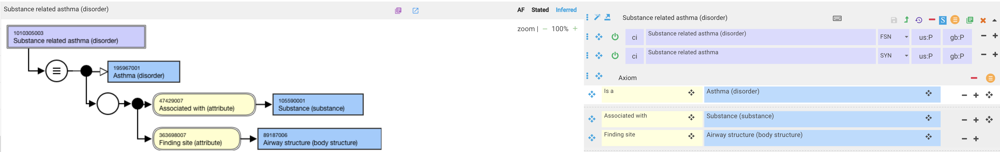 Substance related asthma (disorder)
AF Stated Inferred
zoom | − 100% +
1010305003
Substance related asthma (disorder)
195967001
Asthma (disorder)
47429007
Associated with (attribute)
105590001
Substance (substance)
363698007
Finding site (attribute)
89187006
Airway structure (body structure)
Substance related asthma (disorder)
S
ci Substance related asthma (disorder) FSN us:P gb:P
ci Substance related asthma SYN us:P gb:P
Axiom
Is a Asthma (disorder)
Associated with Substance (substance)
Finding site Airway structure (body structure)